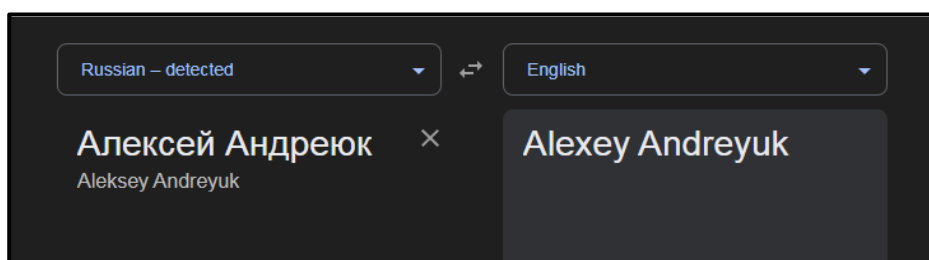 Russian – detected
English
Алексей Андреюк
Aleksey Andreyuk
Alexey Andreyuk